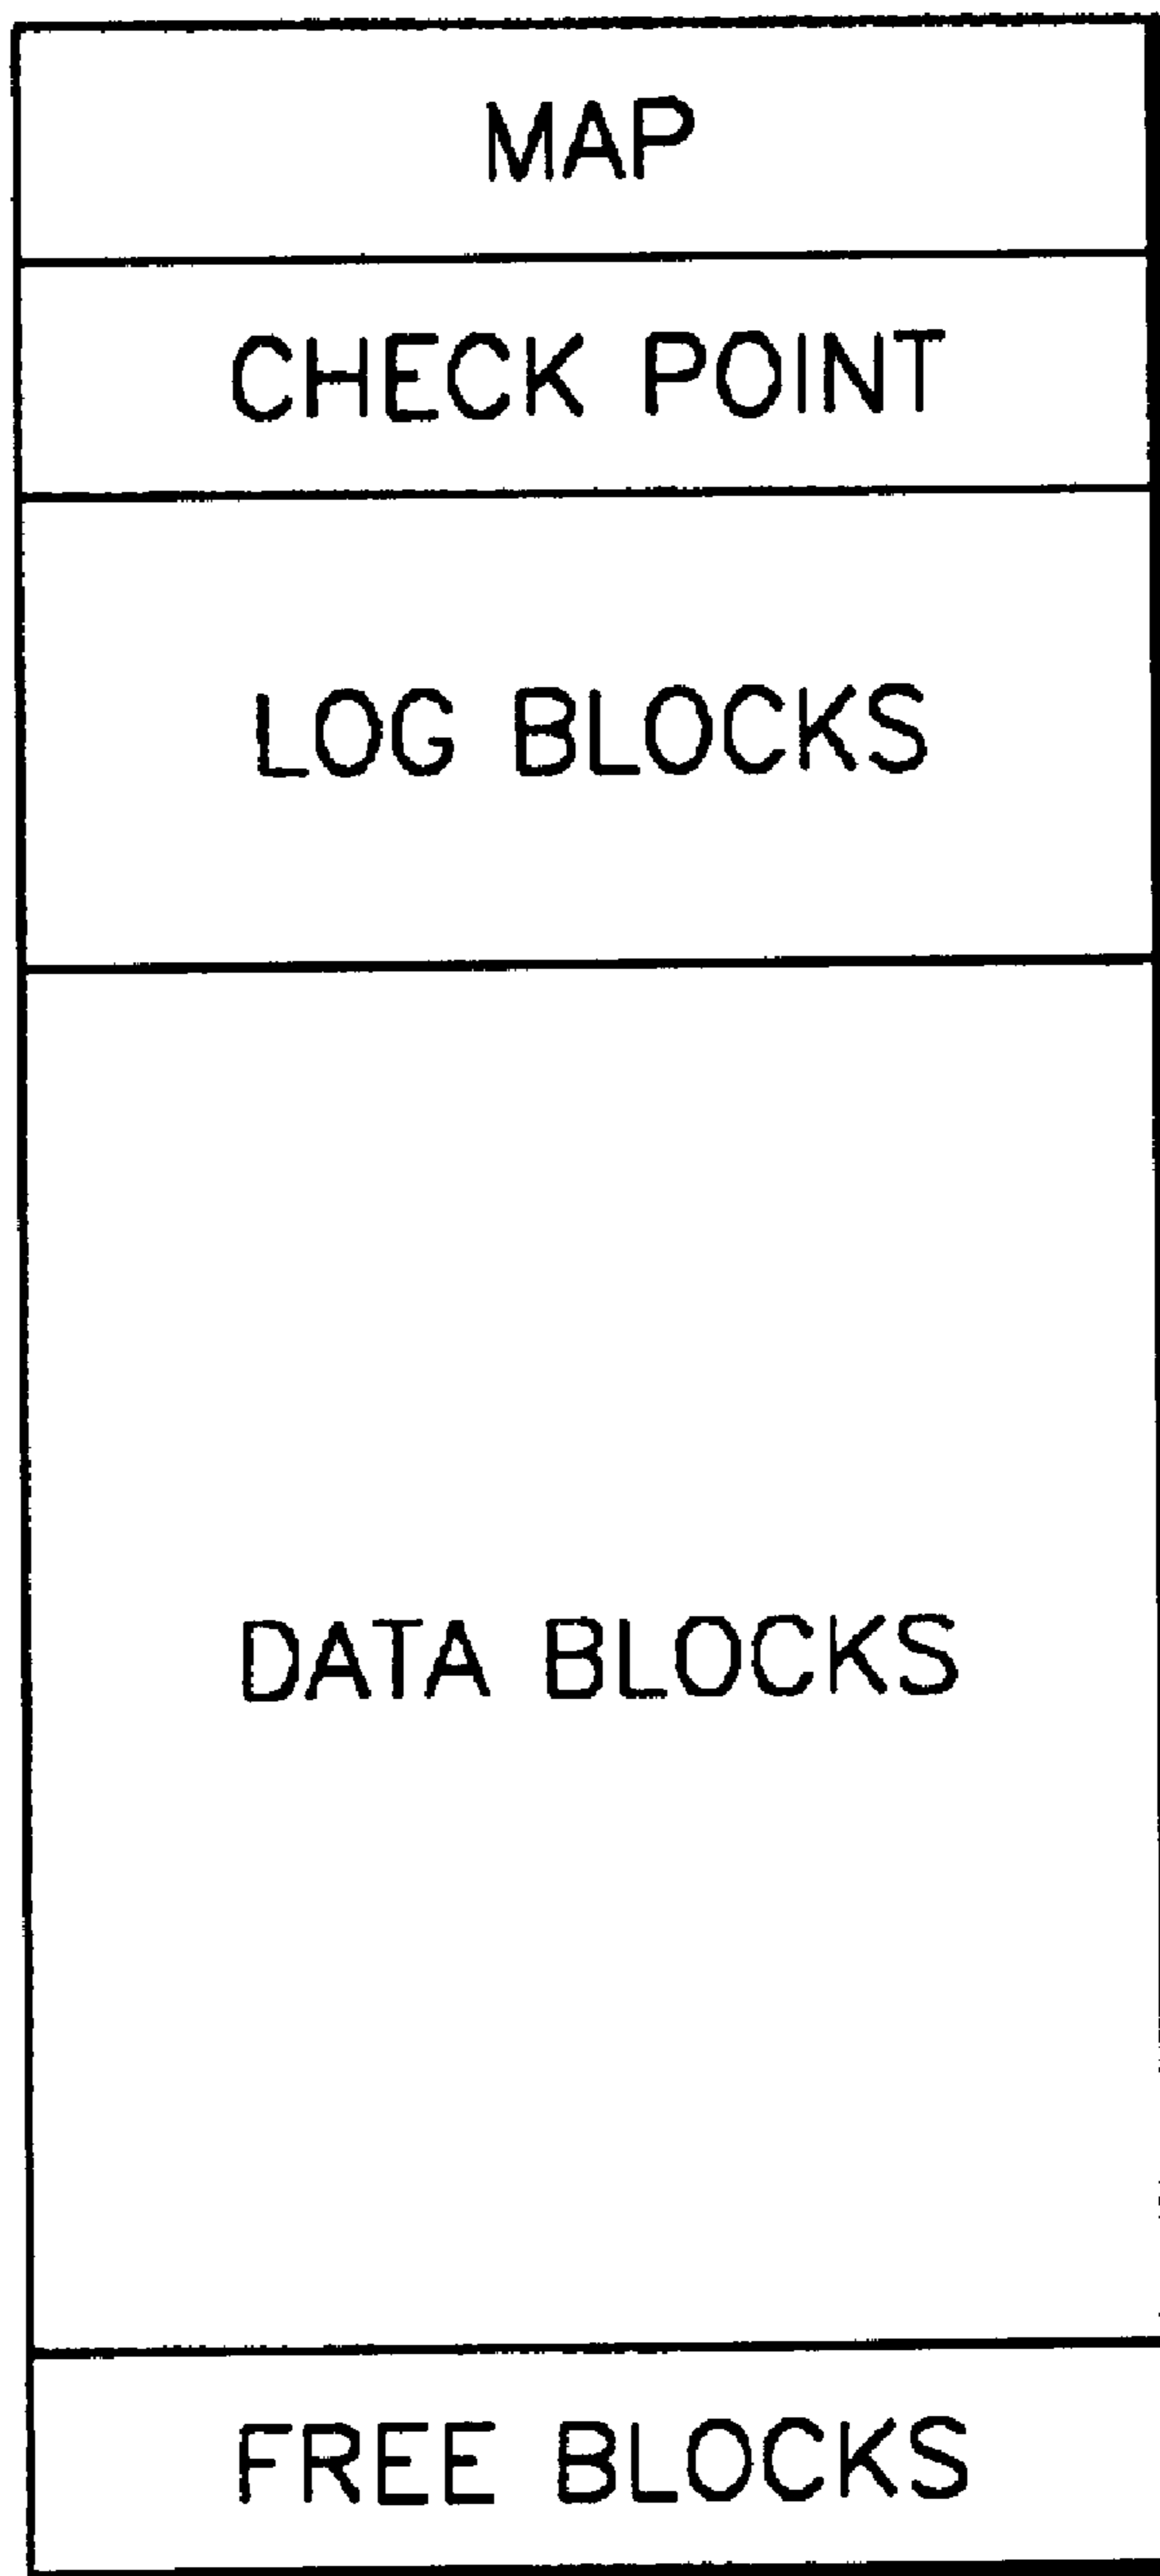 MAP
CHECK POINT
LOG BLOCKS
DATA BLOCKS
FREE BLOCKS